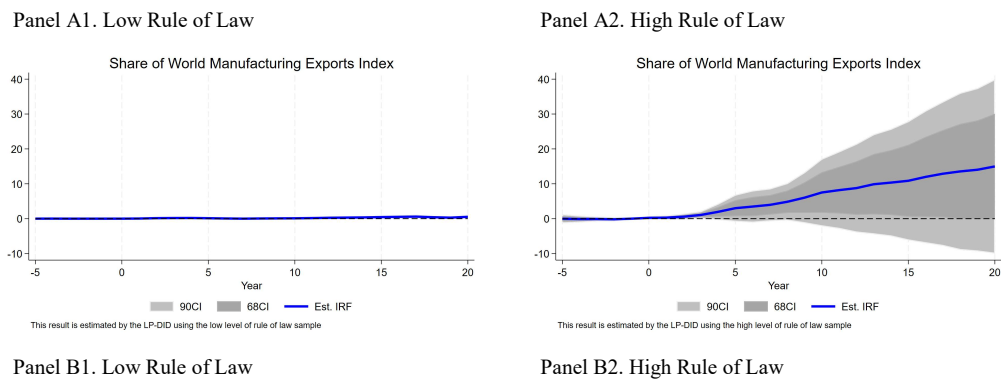 Panel A1. Low Rule of Law
Panel A2. High Rule of Law
Share of World Manufacturing Exports Index
40
30
20
10
0
-10
-5 0 5 10 15 20
Year
90CI 68CI Est. IRF
This result is estimated by the LP-DID using the low level of rule of law sample
Share of World Manufacturing Exports Index
40
30
20
10
0
-10
-5 0 5 10 15 20
Year
90CI 68CI Est. IRF
This result is estimated by the LP-DID using the high level of rule of law sample
Panel B1. Low Rule of Law
Panel B2. High Rule of Law